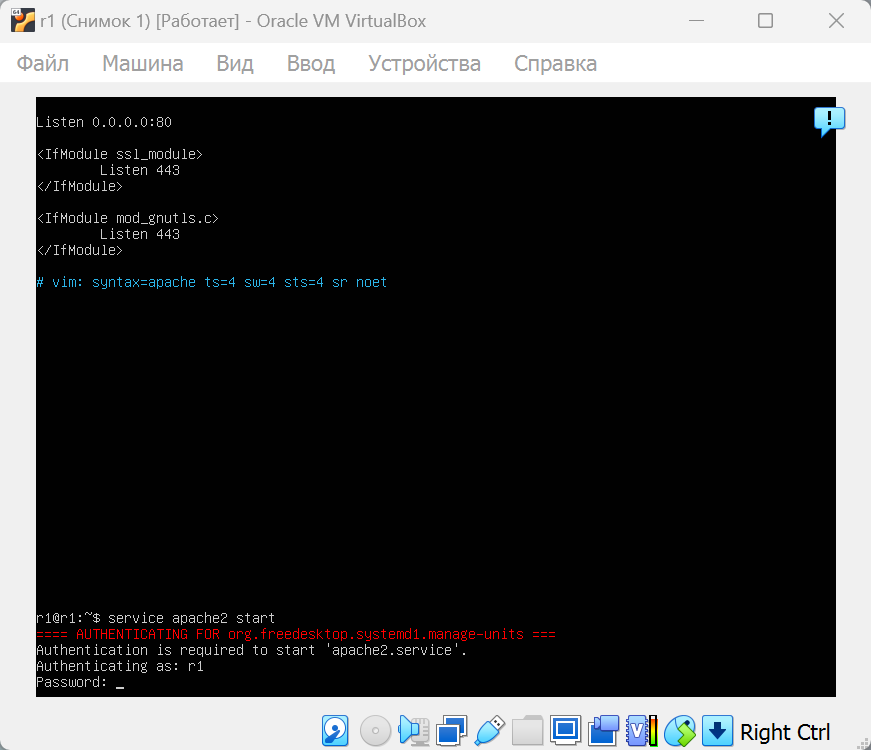 r1 (Снимок 1) [Работает] - Oracle VM VirtualBox
Файл Машина Вид Ввод Устройства Справка
Listen 0.0.0.0:80
<IfModule ssl_module>
Listen 443
</IfModule>
<IfModule mod_gnutls.c>
Listen 443
</IfModule>
# vim: syntax=apache ts=4 sw=4 sts=4 sr noet
r1@r1:~$ service apache2 start
==== AUTHENTICATING FOR org.freedesktop.systemd1.manage-units ===
Authentication is required to start 'apache2.service'.
Authenticating as: r1
Password: _
Right Ctrl